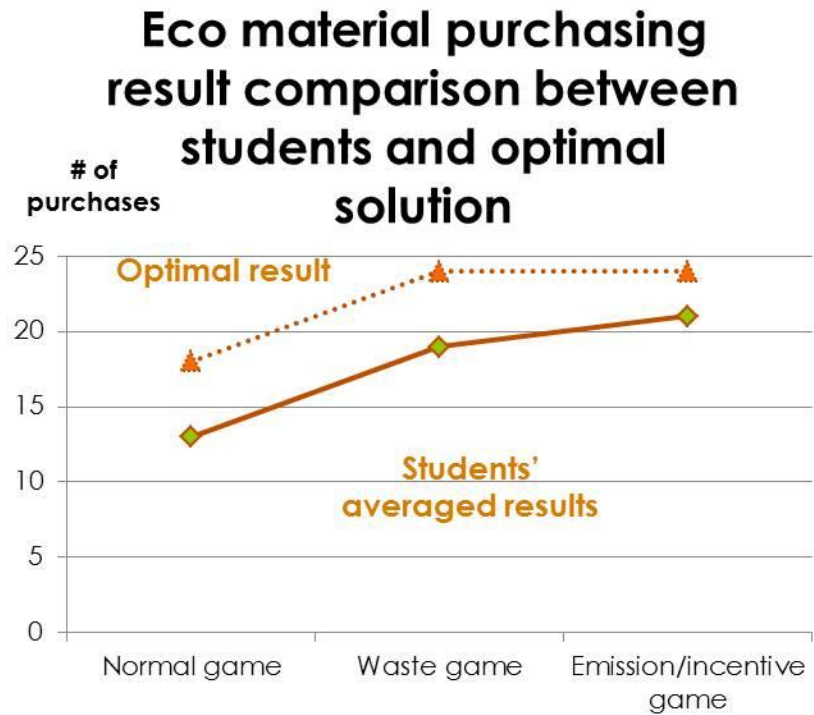 Eco material purchasing
result comparison between
students and optimal
solution
# of
purchases
25
Optimal result
20
15
10
Students’
averaged results
5
0
Normal game
Waste game
Emission/incentive
game